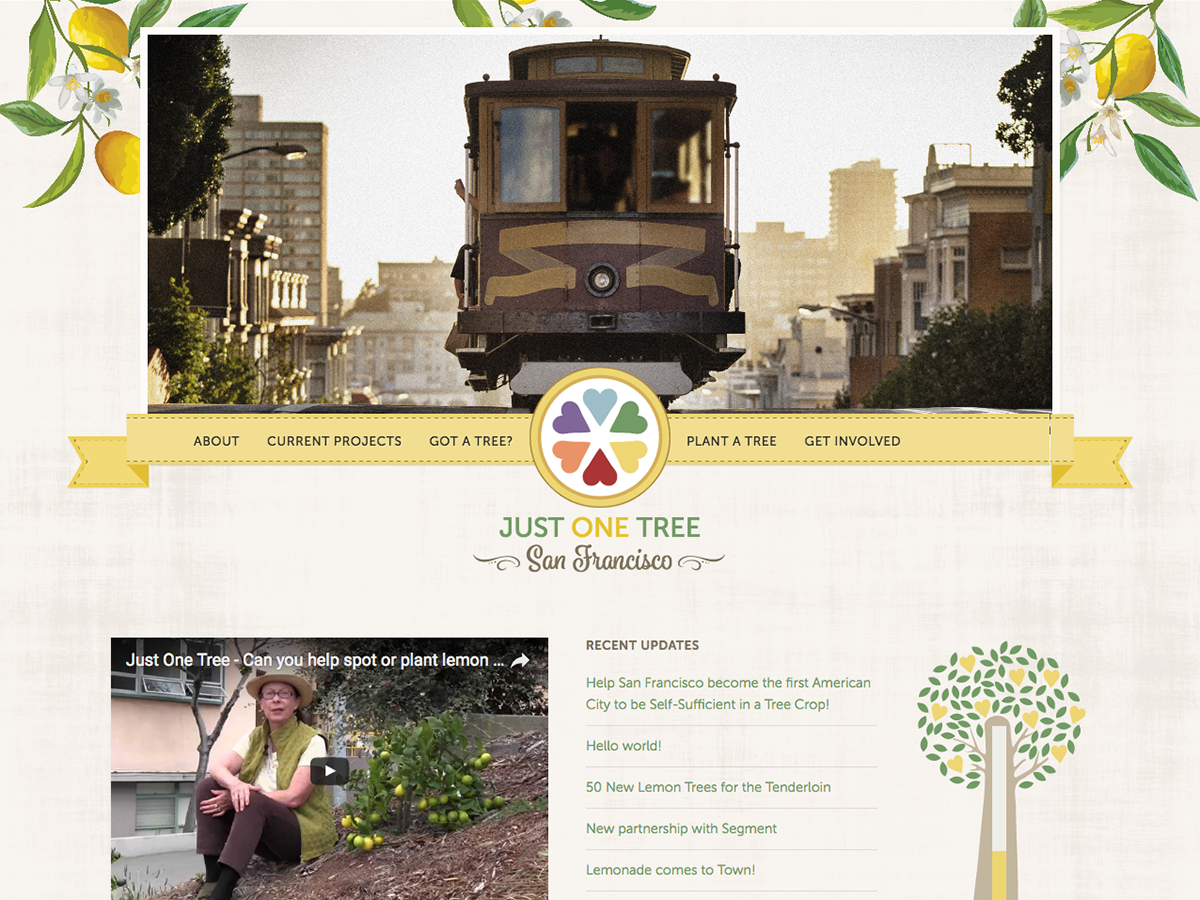 ABOUT
CURRENT PROJECTS
GOT A TREE?
PLANT A TREE
GET INVOLVED
JUST ONE TREE
San Francisco
Just One Tree - Can you help spot or plant lemon ...
RECENT UPDATES
Help San Francisco become the first American
City to be Self-Sufficient in a Tree Crop!
Hello world!
50 New Lemon Trees for the Tenderloin
New partnership with Segment
Lemonade comes to Town!